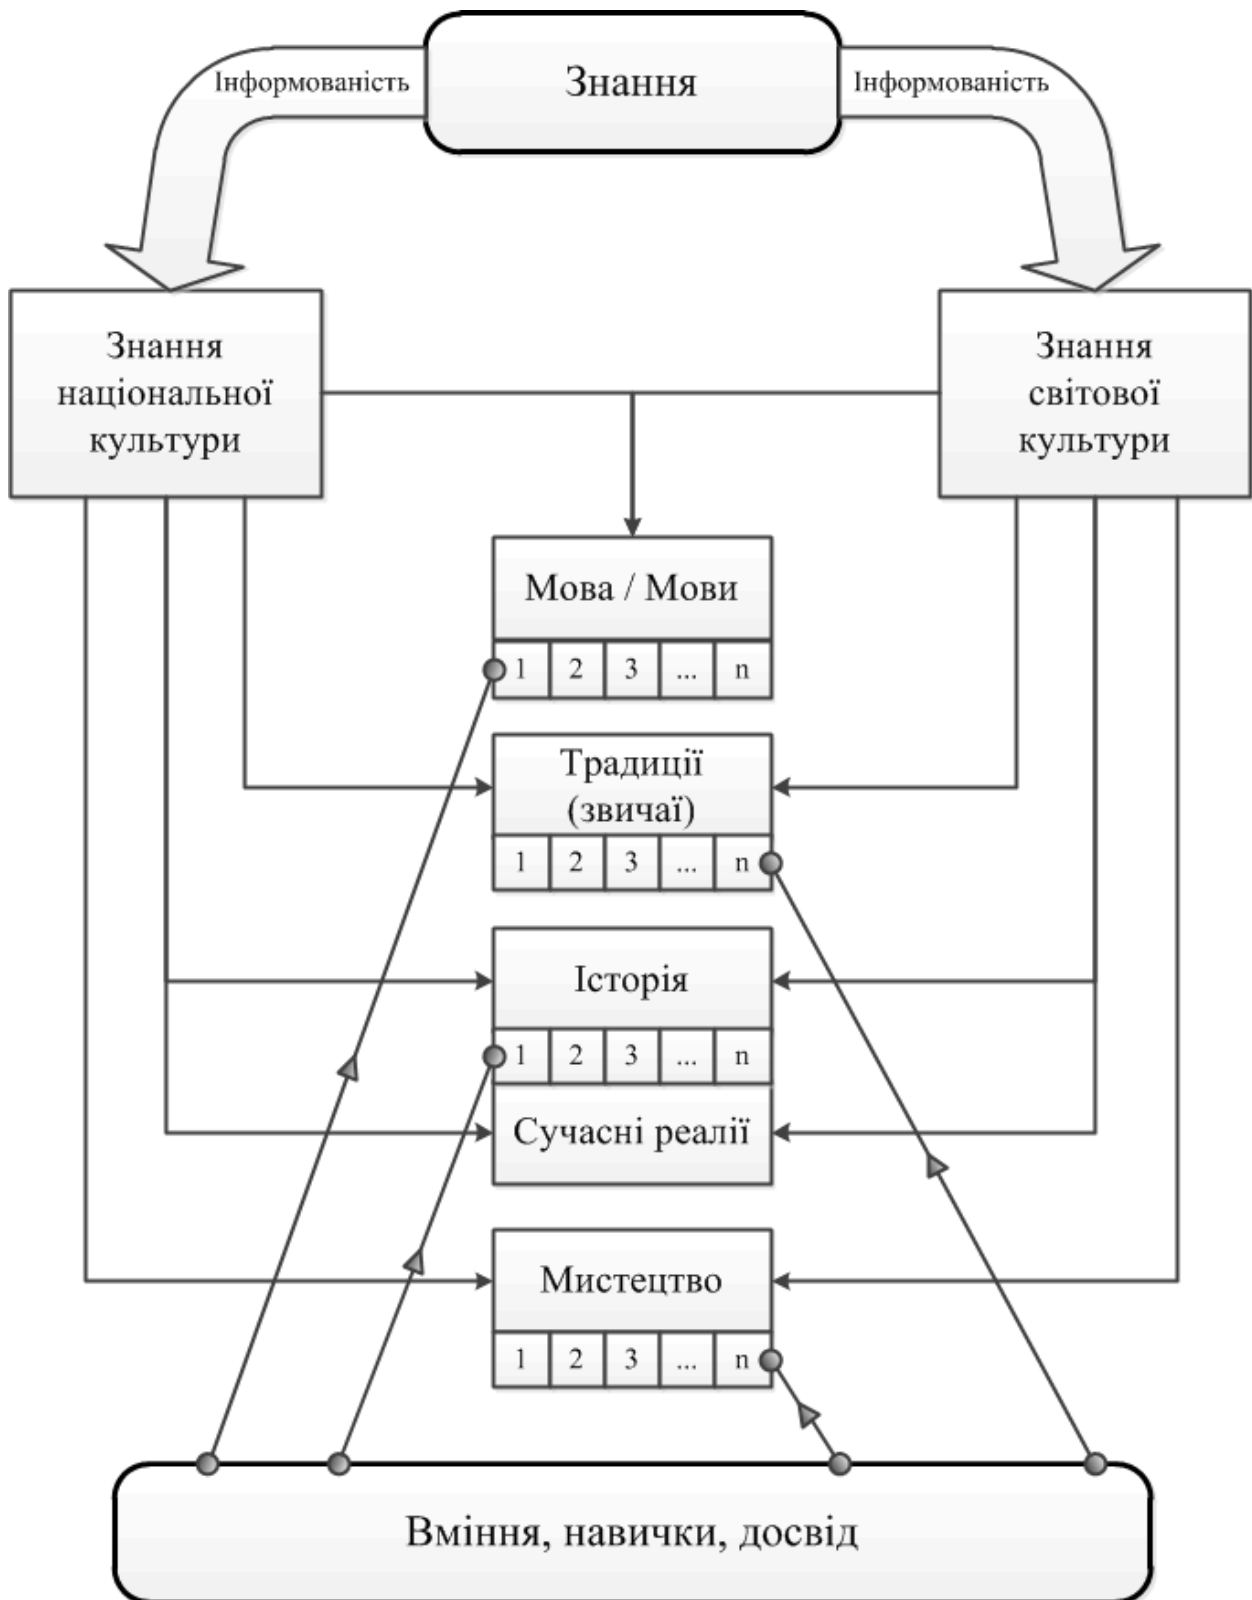 Інформованість
Знання
Інформованість
Знання
національної
культури
Знання
світової
культури
Мова / Мови
1 2 3 ... n
Традиції
(звичаї)
1 2 3 ... n
Історія
1 2 3 ... n
Сучасні реалії
Мистецтво
1 2 3 ... n
Вміння, навички, досвід